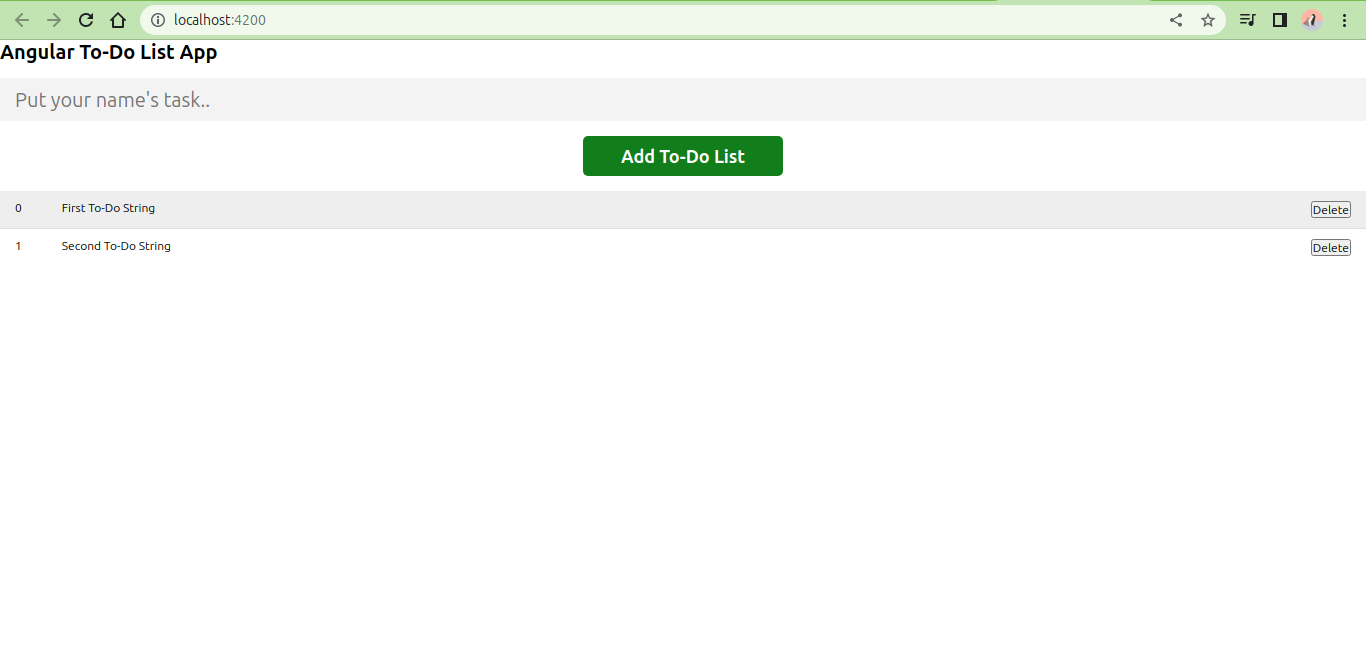 localhost:4200
Angular To-Do List App
Put your name's task..
Add To-Do List
0 First To-Do String Delete
1 Second To-Do String Delete